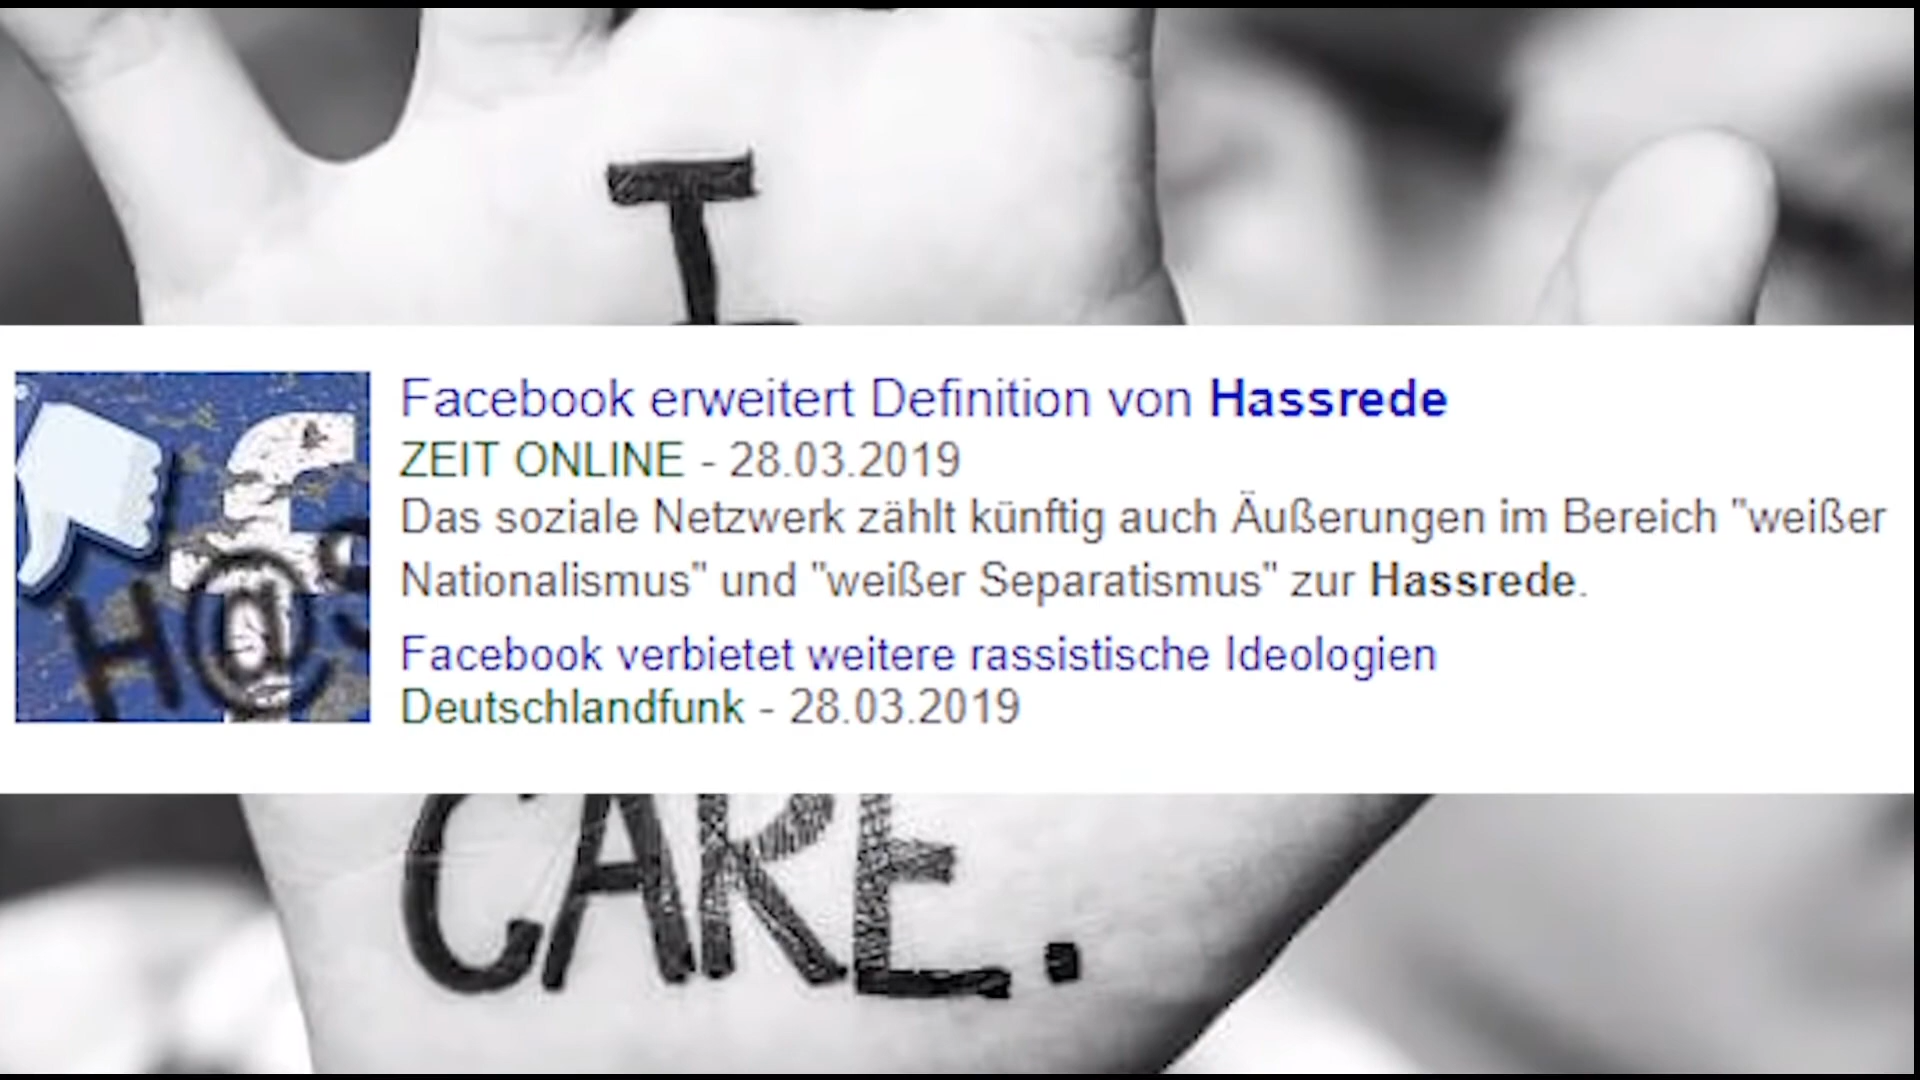 I
Facebook erweitert Definition von Hassrede
ZEIT ONLINE - 28.03.2019
Das soziale Netzwerk zählt künftig auch Äußerungen im Bereich "weißer
Nationalismus" und "weißer Separatismus" zur Hassrede.
Facebook verbietet weitere rassistische Ideologien
Deutschlandfunk - 28.03.2019
H@S
CARE.